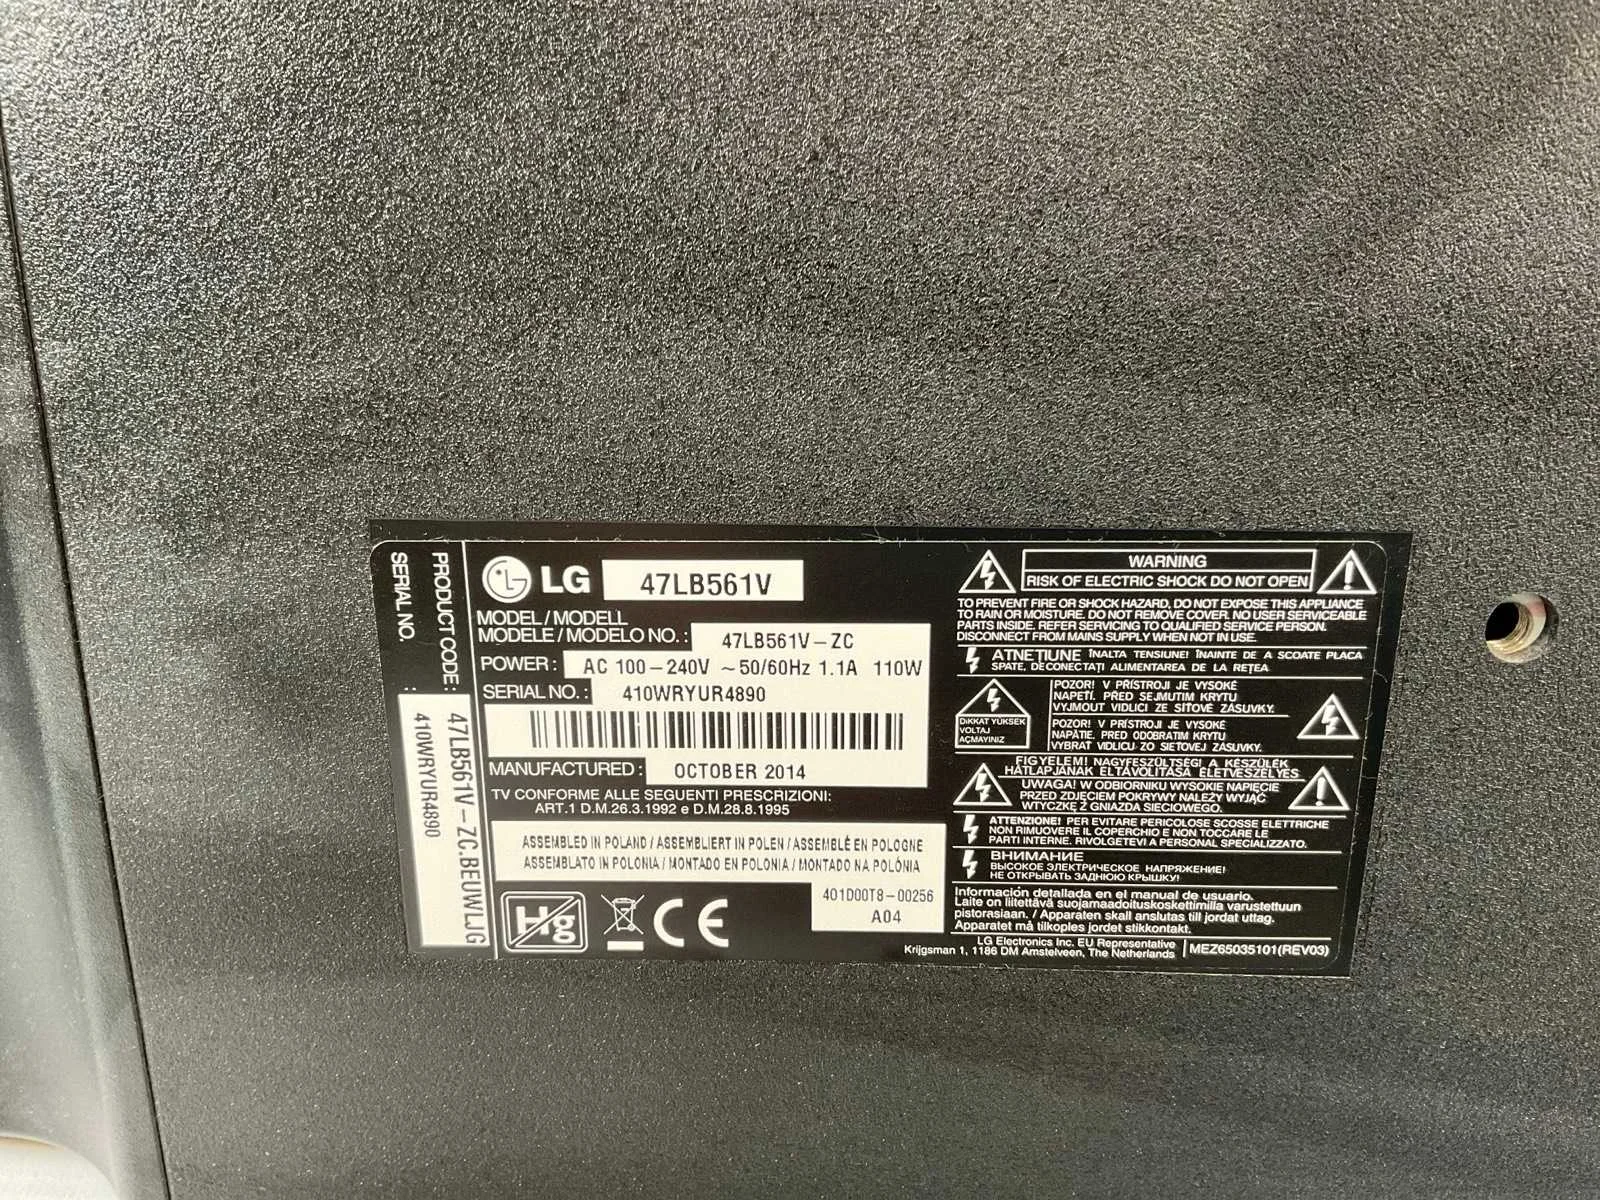 LG 47LB561V
MODEL / MODELL
MODELE / MODELO NO. : 47LB561V-ZC
POWER : AC 100-240V ~50/60Hz 1.1A 110W
SERIAL NO. : 410WRYUR4890
MANUFACTURED : OCTOBER 2014
TV CONFORME ALLE SEGUENTI PRESCRIZIONI:
ART.1 D.M.26.3.1992 e D.M.28.8.1995
ASSEMBLED IN POLAND / ASSEMBLIERT IN POLEN / ASSEMBLÉ EN POLOGNE
ASSEMBLATO IN POLONIA / MONTADO EN POLONIA / MONTADO NA POLÓNIA
401D00T8-00256
A04
Hg
CE
PRODUCT CODE : 47LB561V-ZC.BEUWLJG
SERIAL NO. : 410WRYUR4890
WARNING
RISK OF ELECTRIC SHOCK DO NOT OPEN
TO PREVENT FIRE OR SHOCK HAZARD, DO NOT EXPOSE THIS APPLIANCE
TO RAIN OR MOISTURE. DO NOT REMOVE COVER. NO USER SERVICEABLE
PARTS INSIDE. REFER SERVICING TO QUALIFIED SERVICE PERSON.
DISCONNECT FROM MAINS SUPPLY WHEN NOT IN USE.
ATNEŢIUNE ÎNALTA TENSIUNE! ÎNAINTE DE A SCOATE PLACA
SPATE, DECONECTAŢI ALIMENTAREA DE LA REŢEA
DİKKAT YÜKSEK
VOLTAJ
AÇMAYINIZ
POZOR! V PŘÍSTROJI JE VYSOKÉ
NAPĚTÍ. PŘED SEJMUTIM KRYTU
VYJMOUT VIDLICI ZE SÍŤOVÉ ZÁSUVKY.
POZOR! V PRÍSTROJI JE VYSOKÉ
NAPÄTIE. PRED ODOBRATIM KRYTU
VYBRAŤ VIDLICU ZO SIEŤOVEJ ZÁSUVKY.
FIGYELEM! NAGYFESZÜLTSÉG! A KÉSZÜLÉK
HÁTLAPJÁNAK ELTÁVOLÍTÁSA ÉLETVESZÉLYES
UWAGA! W ODBIORNIKU WYSOKIE NAPIĘCIE
PRZED ZDJĘCIEM POKRYWY NALEŻY WYJĄĆ
WTYCZKĘ Z GNIAZDA SIECIOWEGO.
ATTENZIONE! PER EVITARE PERICOLOSE SCOSSE ELETTRICHE
NON RIMUOVERE IL COPERCHIO E NON TOCCARE LE
PARTI INTERNE. RIVOLGETEVI A PERSONAL SPECIALIZZATO.
ВНИМАНИЕ
ВЫСОКОЕ ЭЛЕКТРИЧЕСКОЕ НАПРЯЖЕНИЕ!
НЕ ОТКРЫВАТЬ ЗАДНЮЮ КРЫШКУ!
Información detallada en el manual de usuario.
Laite on liitettävä suojamaadoituskoskettimilla varustettuun
pistorasiaan. / Apparaten skall anslutas till jordat uttag.
Apparatet må tilkoples jordet stikkontakt.
LG Electronics Inc. EU Representative
Krijgsman 1, 1186 DM Amstelveen, The Netherlands
MEZ65035101(REV03)